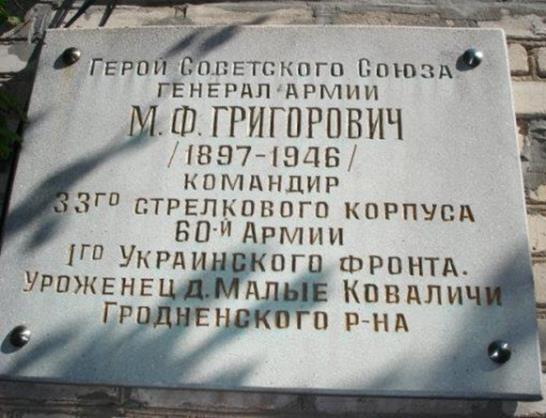 Герой Советского Союза
генерал армии
М.Ф. ГРИГОРОВИЧ
/1897-1946/
командир
33го стрелкового корпуса
60-й Армии
1го Украинского фронта.
Уроженец д. Малые Коваличи
Гродненского р-на